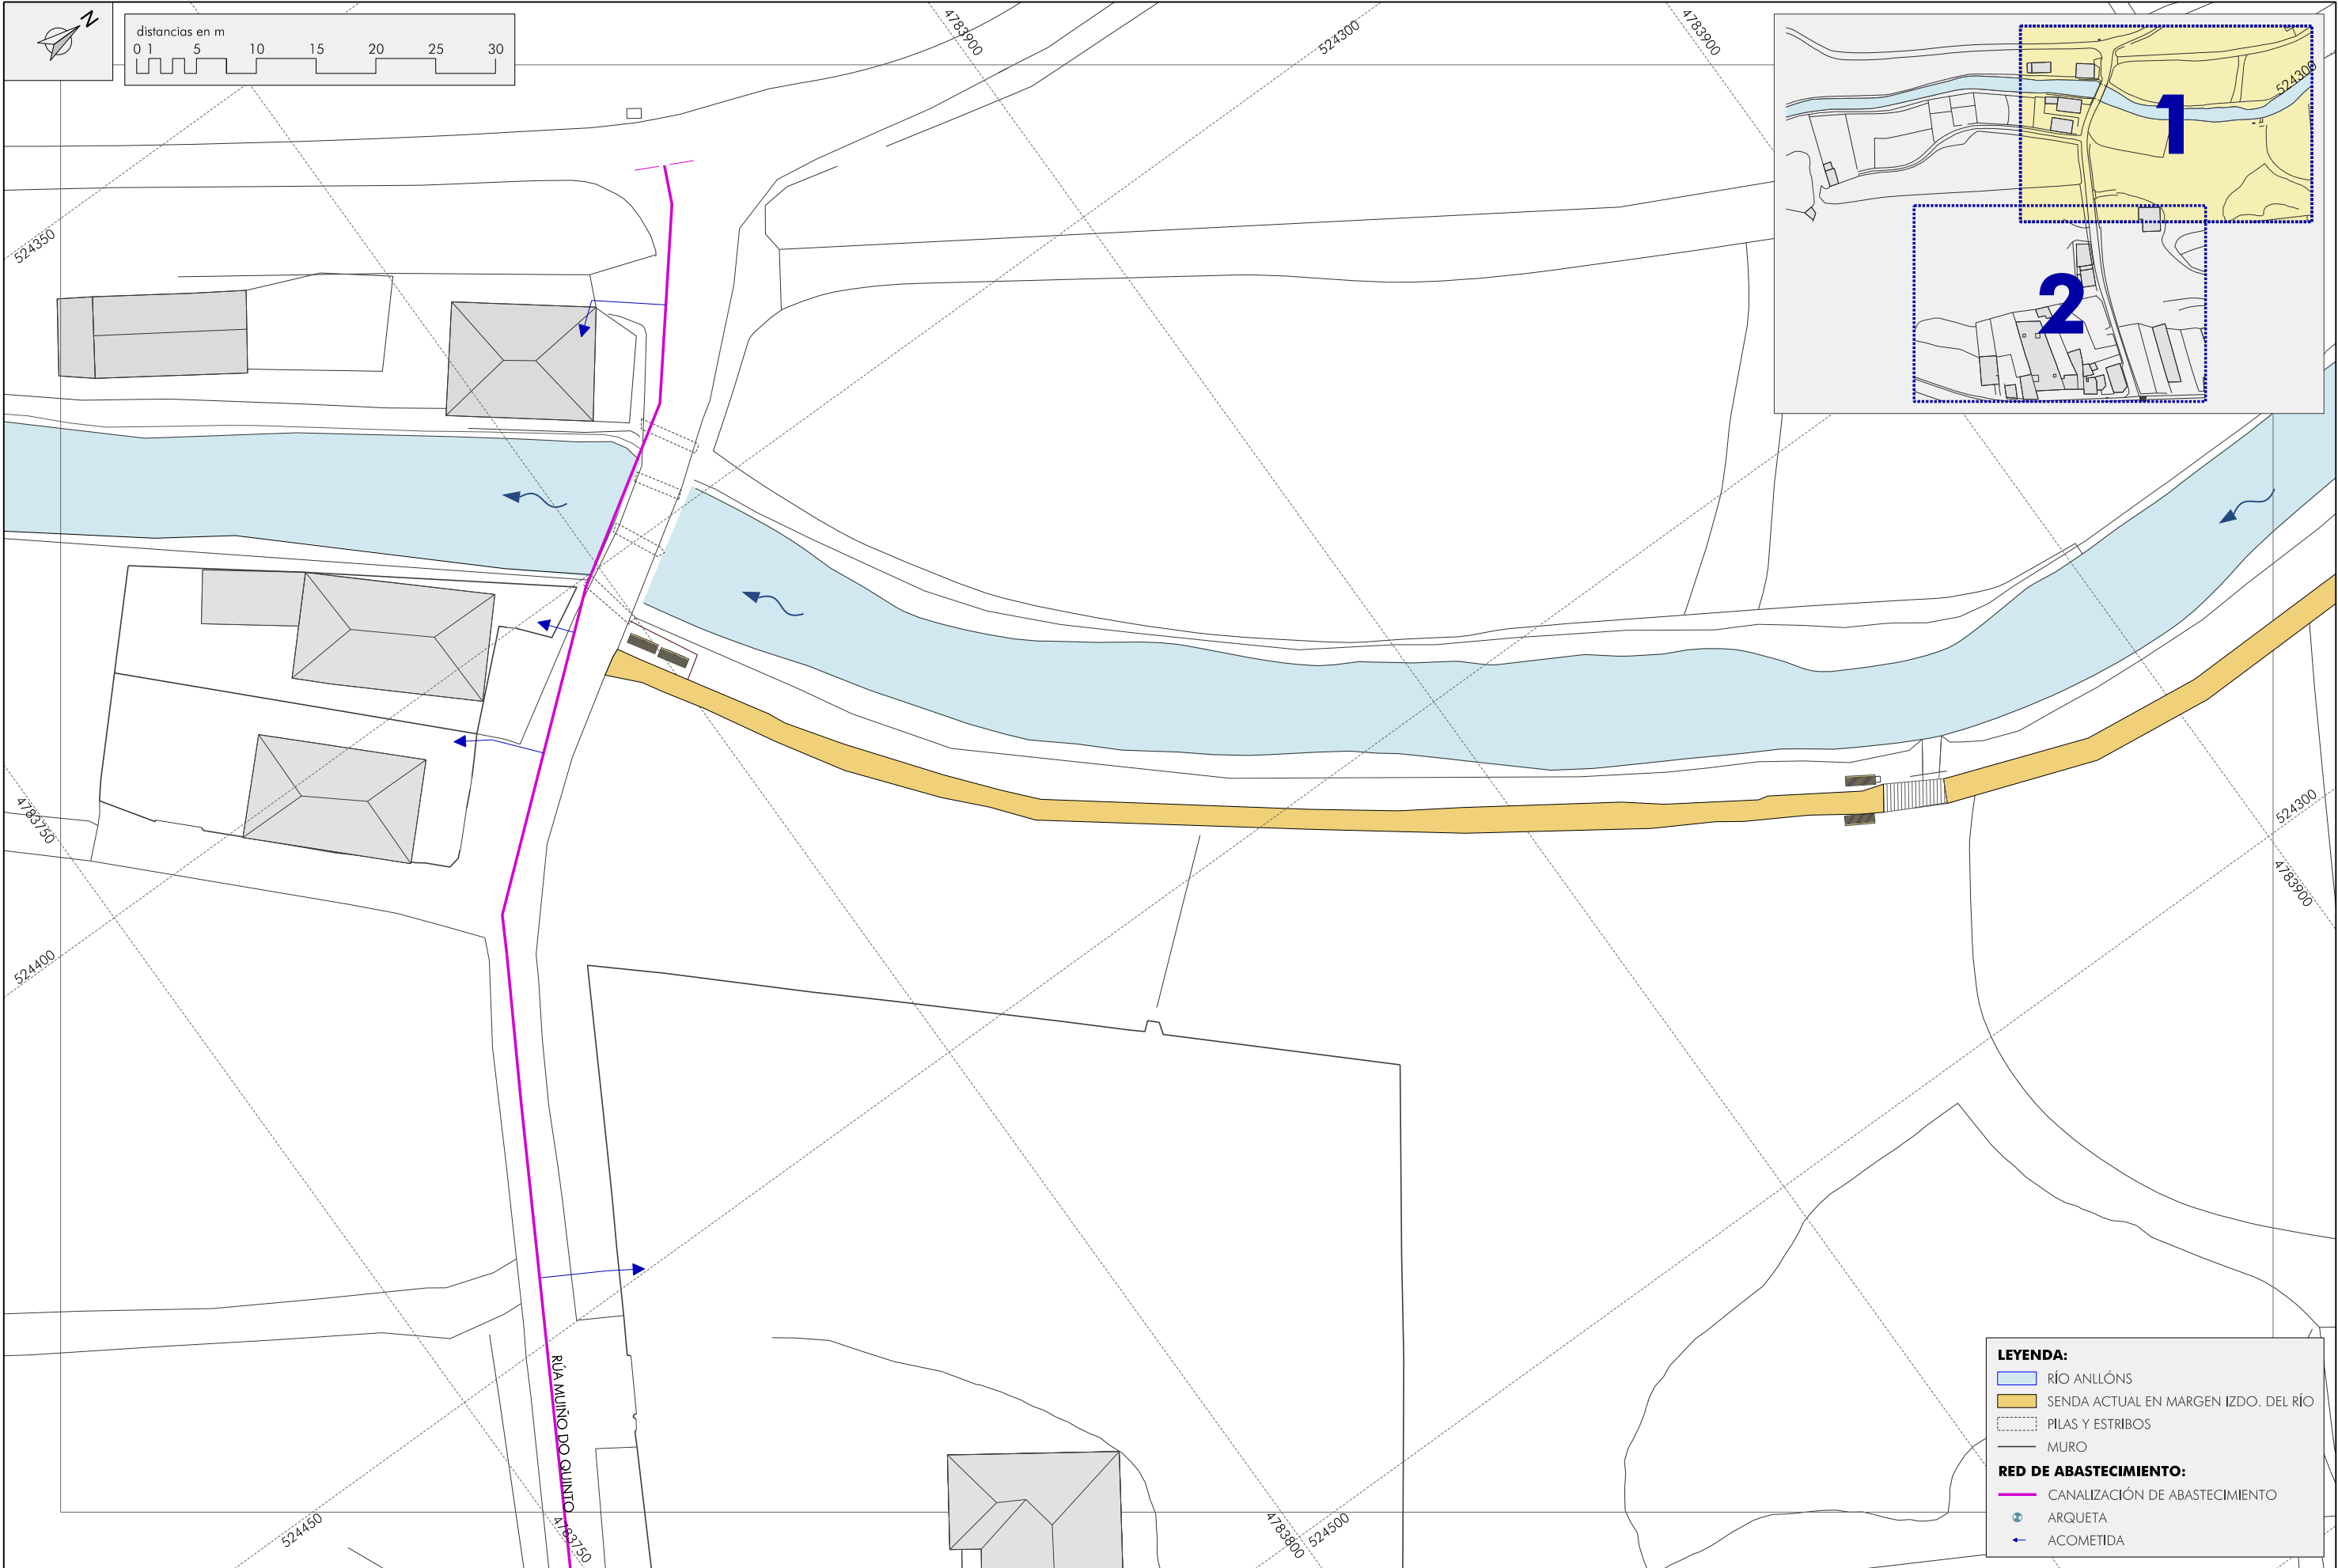 N
distancias en m
0 1 5 10 15 20 25 30
4783900
524300
4783900
524300
1
2
524350
4783750
524400
524300
4783900
RÚA MUIÑO DO QUINTO
524450
4783750
4783800
524500
LEYENDA:
RÍO ANLLÓNS
SENDA ACTUAL EN MARGEN IZDO. DEL RÍO
PILAS Y ESTRIBOS
MURO
RED DE ABASTECIMIENTO:
CANALIZACIÓN DE ABASTECIMIENTO
ARQUETA
ACOMETIDA